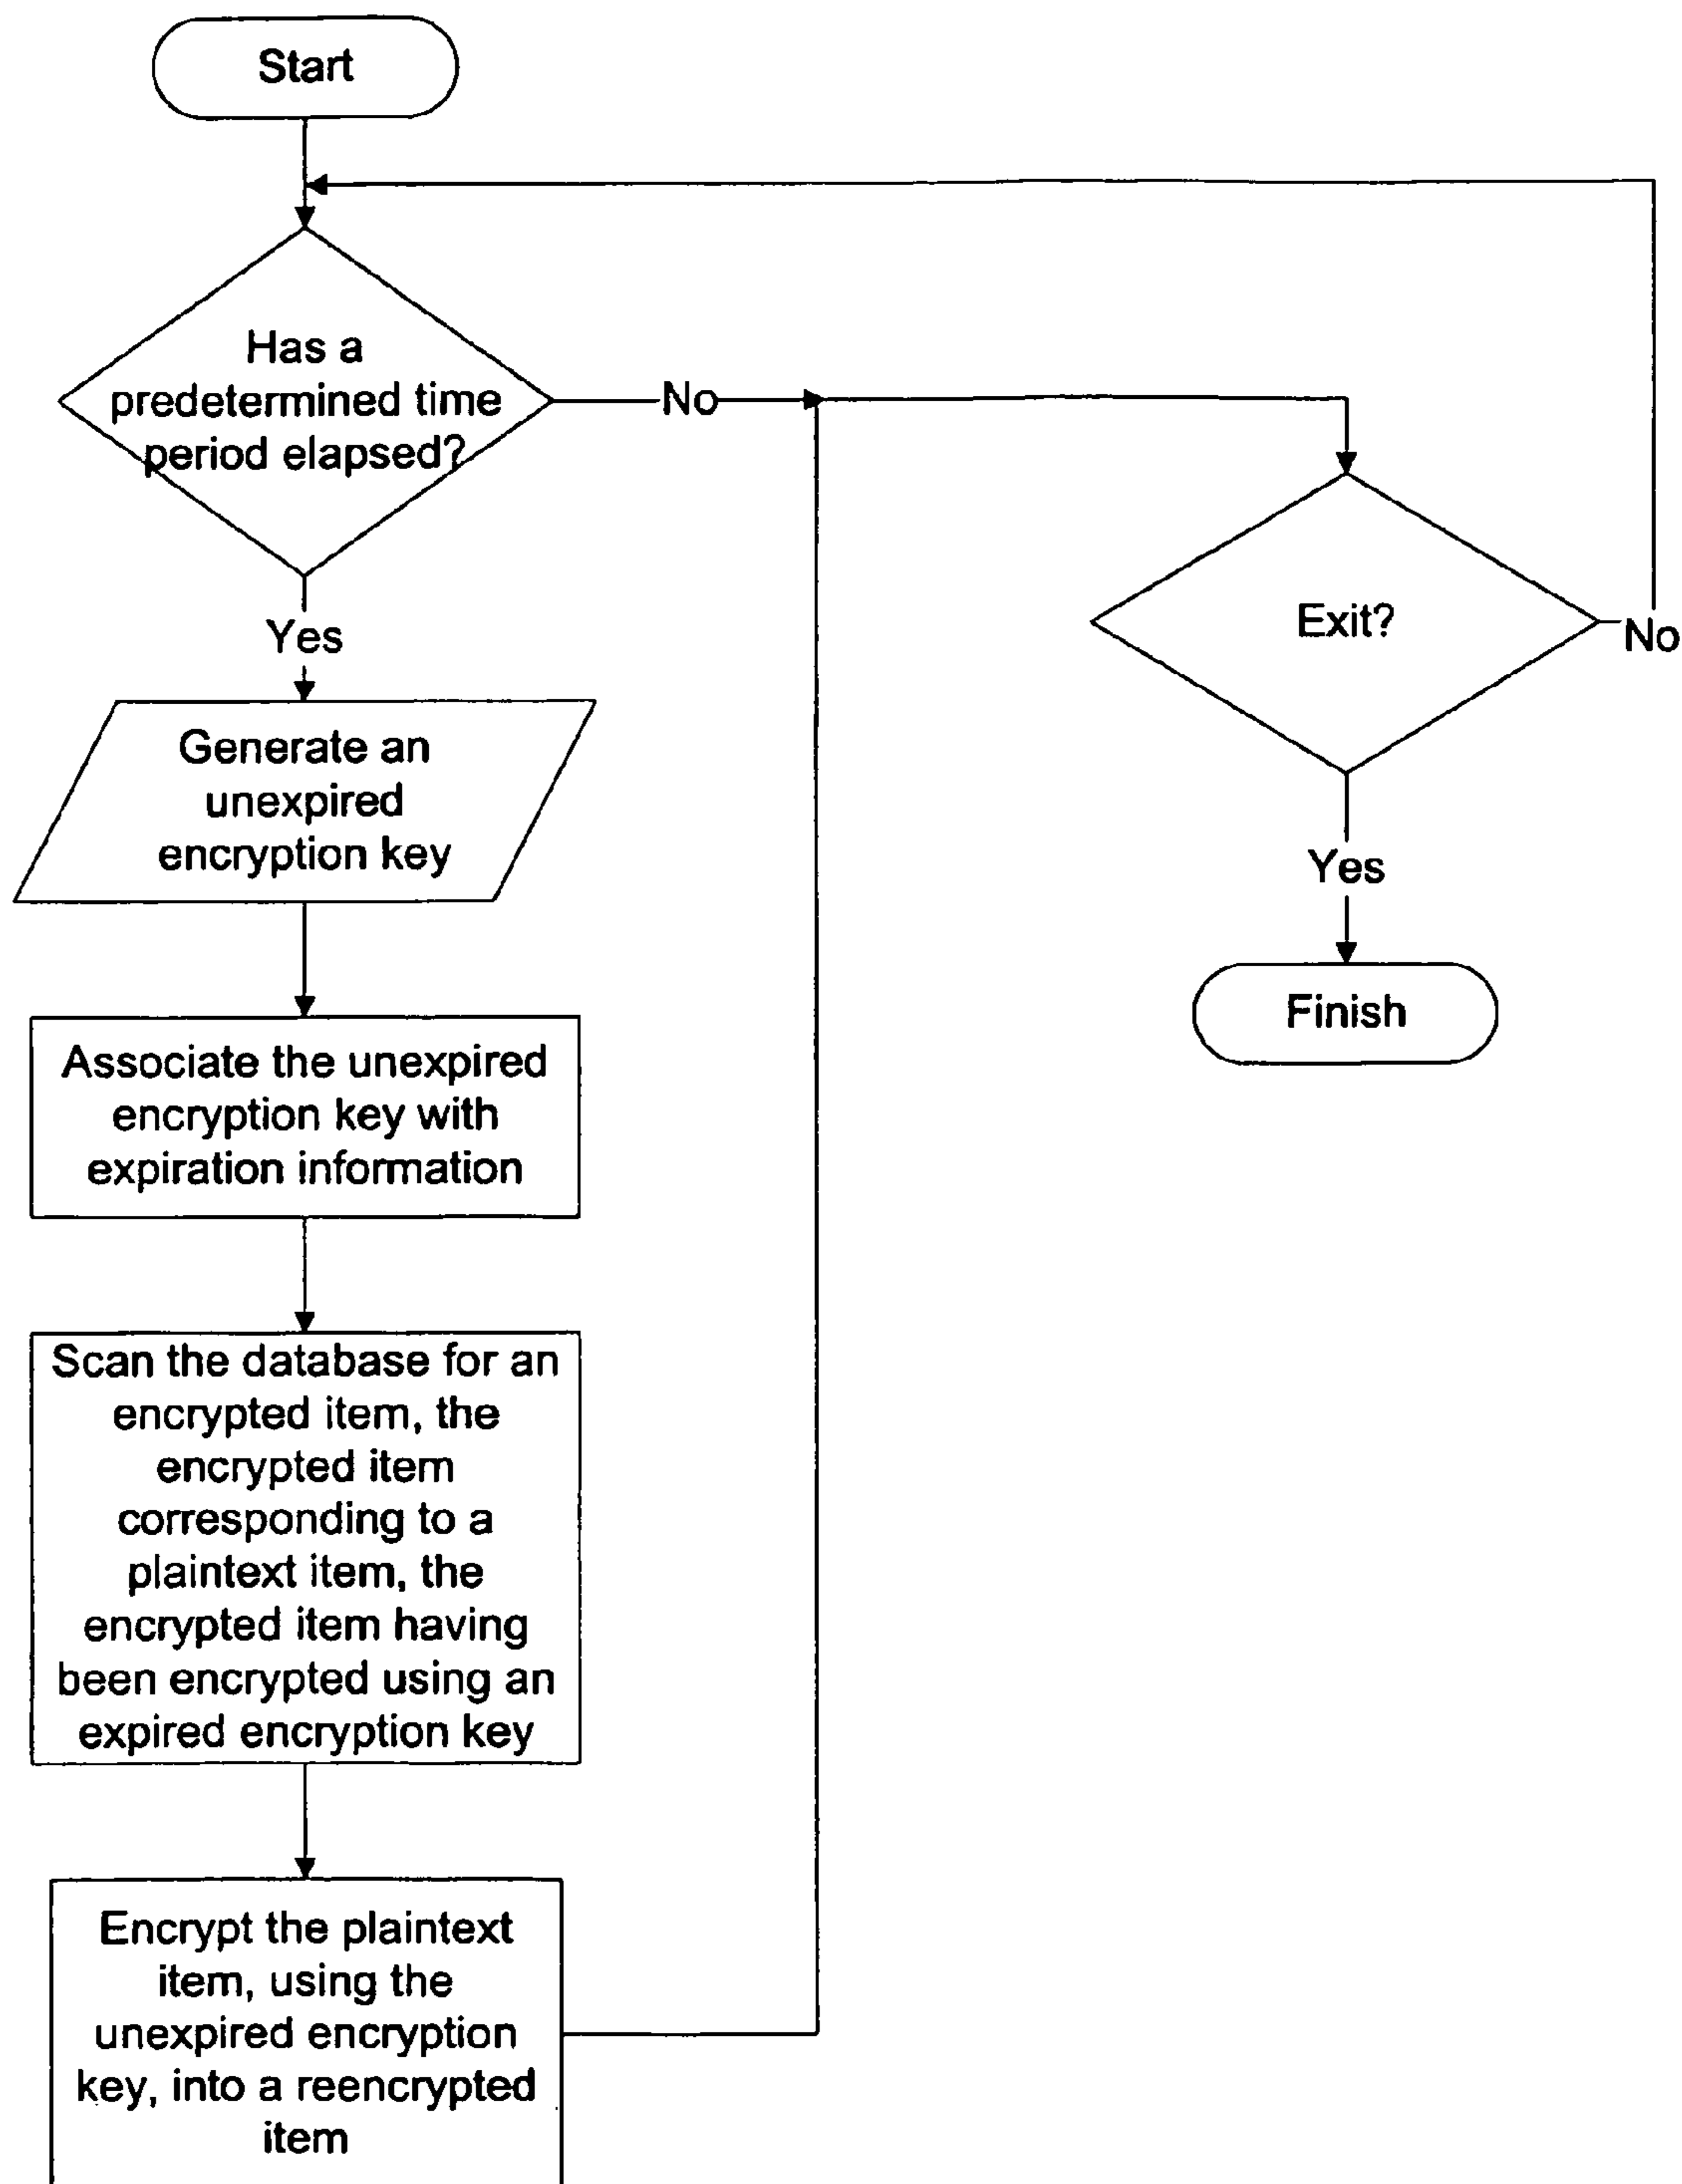 Start
Has a
predetermined time
period elapsed?
No
Yes
Generate an
unexpired
encryption key
Associate the unexpired
encryption key with
expiration information
Scan the database for an
encrypted item, the
encrypted item
corresponding to a
plaintext item, the
encrypted item having
been encrypted using an
expired encryption key
Encrypt the plaintext
item, using the
unexpired encryption
key, into a reencrypted
item
Exit?
No
Yes
Finish